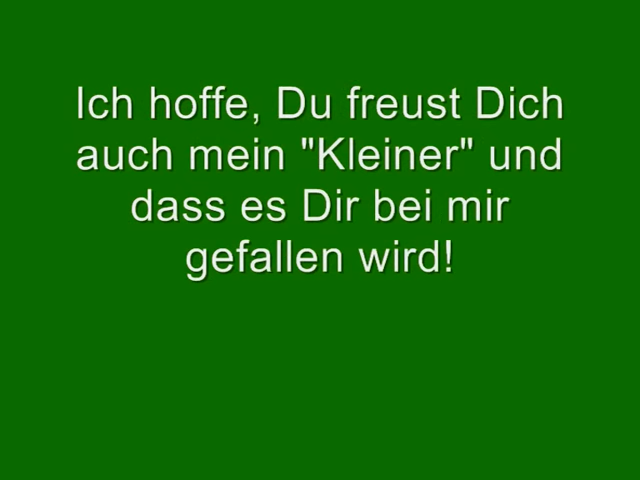 Ich hoffe, Du freust Dich
auch mein "Kleiner" und
dass es Dir bei mir
gefallen wird!